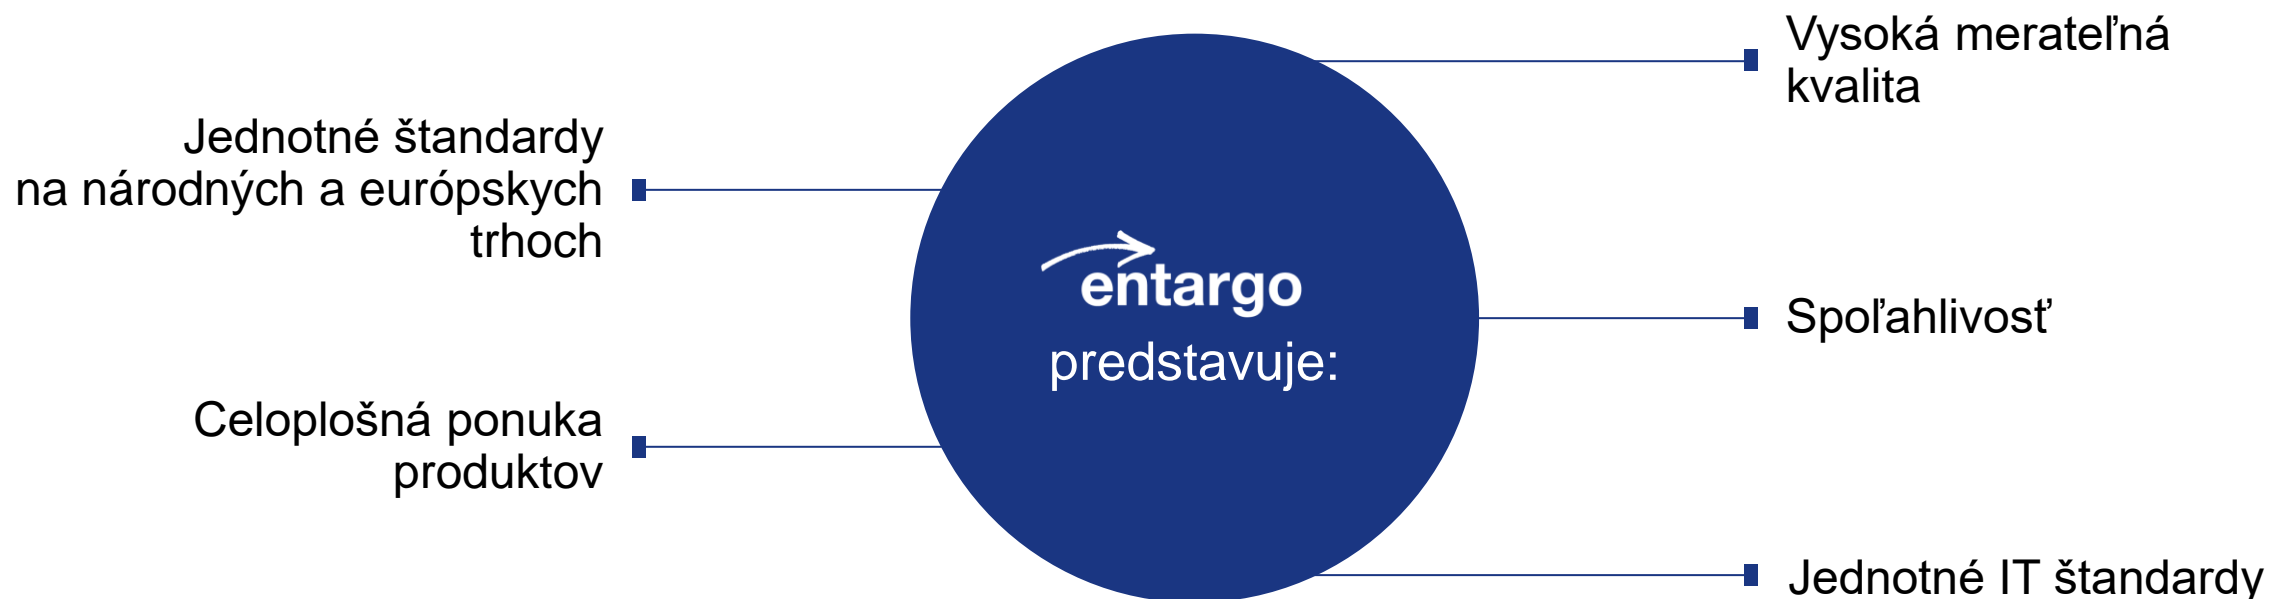 Vysoká merateľná
kvalita
Jednotné štandardy
na národných a európskych
trhoch
entargo
predstavuje:
Spoľahlivosť
Celoplošná ponuka
produktov
Jednotné IT štandardy